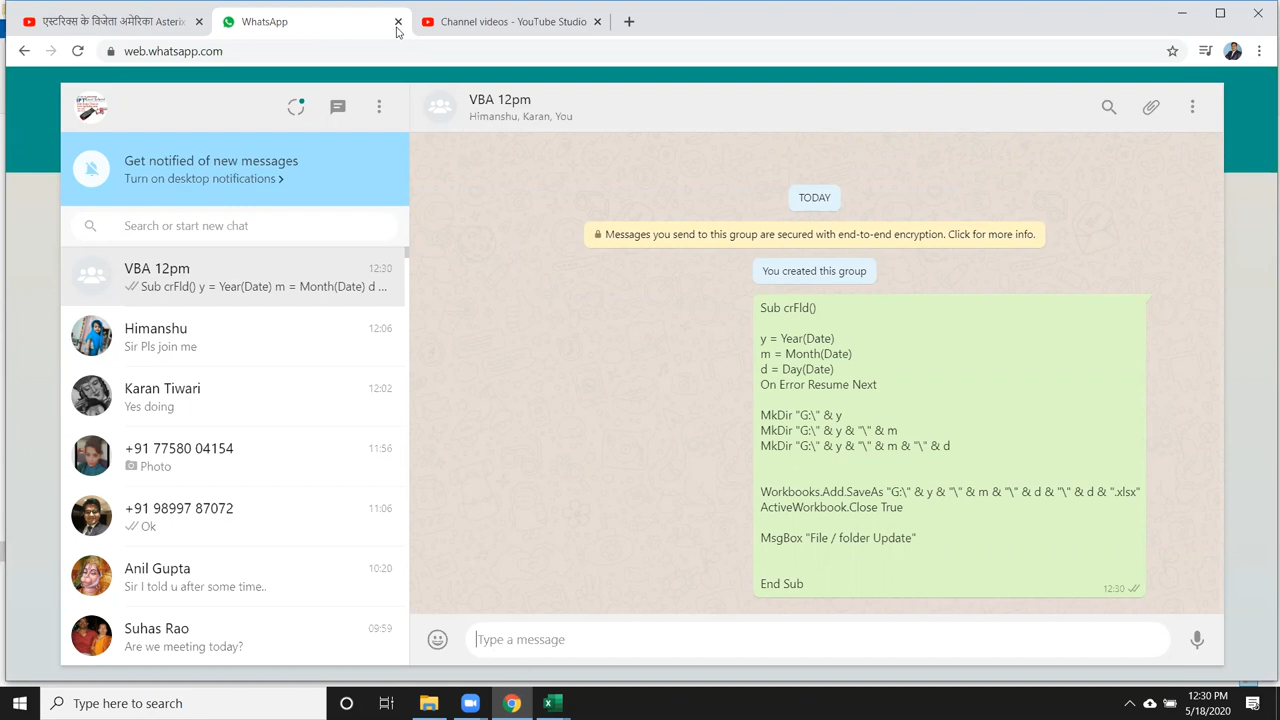 एस्टरिक्स के विजेता अमेरिका Asterix
WhatsApp
Channel videos - YouTube Studio
web.whatsapp.com
VBA 12pm
Himanshu, Karan, You
Get notified of new messages
Turn on desktop notifications
Search or start new chat
VBA 12pm 12:30
Sub crFld() y = Year(Date) m = Month(Date) d ...
Himanshu 12:06
Sir Pls join me
Karan Tiwari 12:02
Yes doing
+91 77580 04154 11:56
Photo
+91 98997 87072 11:06
Ok
Anil Gupta 10:20
Sir I told u after some time..
Suhas Rao 09:59
Are we meeting today?
TODAY
Messages you send to this group are secured with end-to-end encryption. Click for more info.
You created this group
Sub crFld()
y = Year(Date)
m = Month(Date)
d = Day(Date)
On Error Resume Next
MkDir "G:\" & y
MkDir "G:\" & y & "\" & m
MkDir "G:\" & y & "\" & m & "\" & d
Workbooks.Add.SaveAs "G:\" & y & "\" & m & "\" & d & "\" & d & ".xlsx"
ActiveWorkbook.Close True
MsgBox "File / folder Update"
End Sub
12:30
Type a message
Type here to search
12:30 PM
5/18/2020